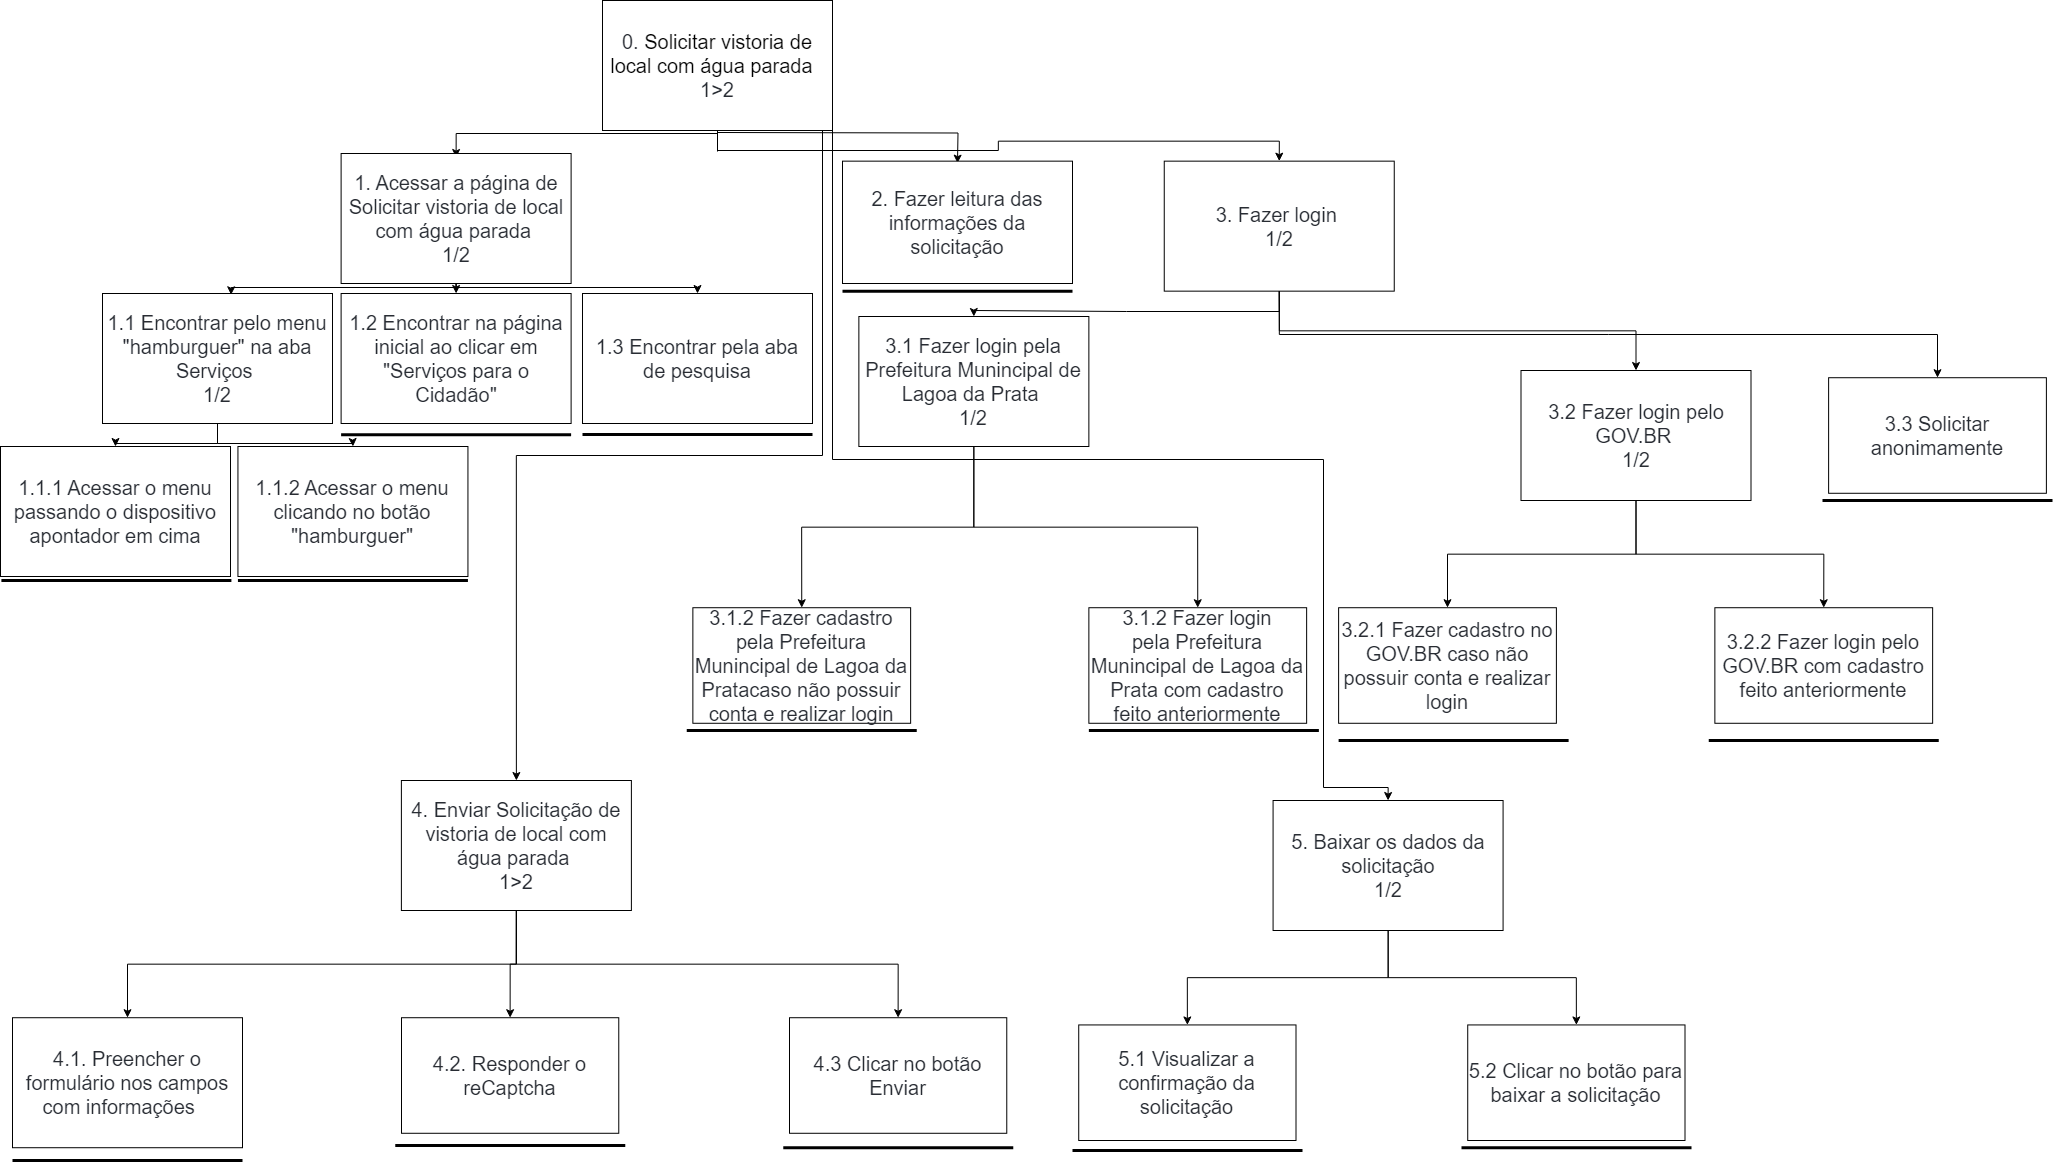 0. Solicitar vistoria de
local com água parada
1>2
1. Acessar a página de
Solicitar vistoria de local
com água parada
1/2
2. Fazer leitura das
informações da
solicitação
3. Fazer login
1/2
1.1 Encontrar pelo menu
"hamburguer" na aba
Serviços
1/2
1.2 Encontrar na página
inicial ao clicar em
"Serviços para o
Cidadão"
1.3 Encontrar pela aba
de pesquisa
3.1 Fazer login pela
Prefeitura Munincipal de
Lagoa da Prata
1/2
3.2 Fazer login pelo
GOV.BR
1/2
3.3 Solicitar
anonimamente
1.1.1 Acessar o menu
passando o dispositivo
apontador em cima
1.1.2 Acessar o menu
clicando no botão
"hamburguer"
3.1.2 Fazer cadastro
pela Prefeitura
Munincipal de Lagoa da
Pratacaso não possuir
conta e realizar login
3.1.2 Fazer login
pela Prefeitura
Munincipal de Lagoa da
Prata com cadastro
feito anteriormente
3.2.1 Fazer cadastro no
GOV.BR caso não
possuir conta e realizar
login
3.2.2 Fazer login pelo
GOV.BR com cadastro
feito anteriormente
4. Enviar Solicitação de
vistoria de local com
água parada
1>2
5. Baixar os dados da
solicitação
1/2
4.1. Preencher o
formulário nos campos
com informações
4.2. Responder o
reCaptcha
4.3 Clicar no botão
Enviar
5.1 Visualizar a
confirmação da
solicitação
5.2 Clicar no botão para
baixar a solicitação